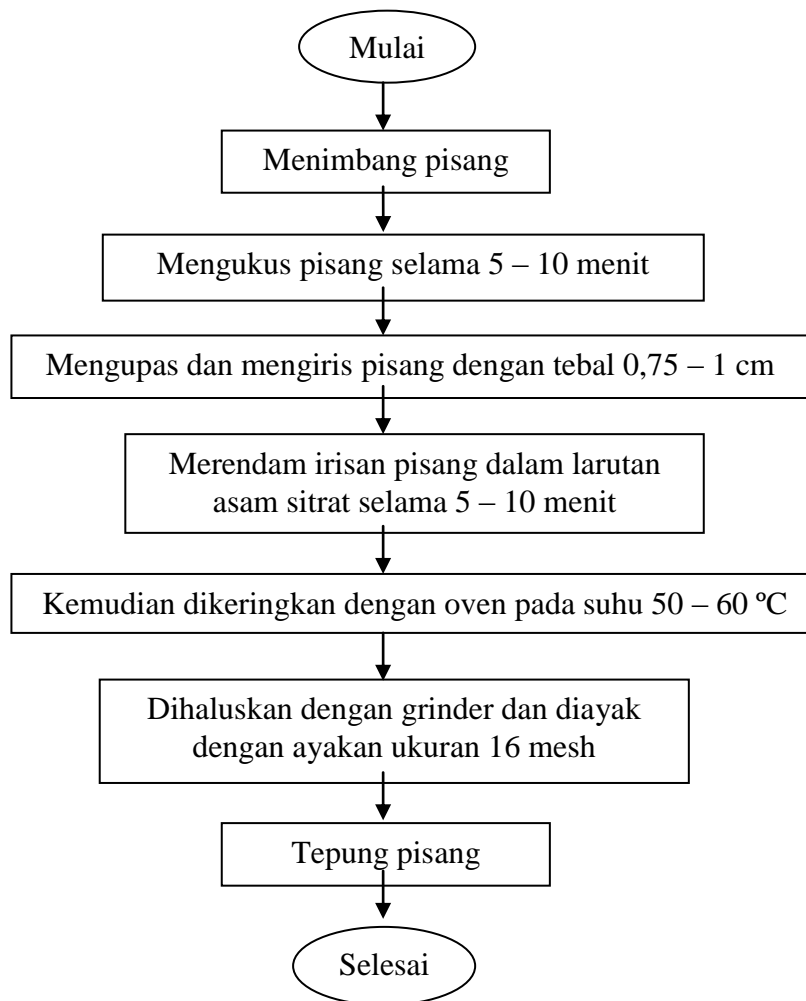 Mulai
Menimbang pisang
Mengukus pisang selama 5 – 10 menit
Mengupas dan mengiris pisang dengan tebal 0,75 – 1 cm
Merendam irisan pisang dalam larutan
asam sitrat selama 5 – 10 menit
Kemudian dikeringkan dengan oven pada suhu 50 – 60 ºC
Dihaluskan dengan grinder dan diayak
dengan ayakan ukuran 16 mesh
Tepung pisang
Selesai